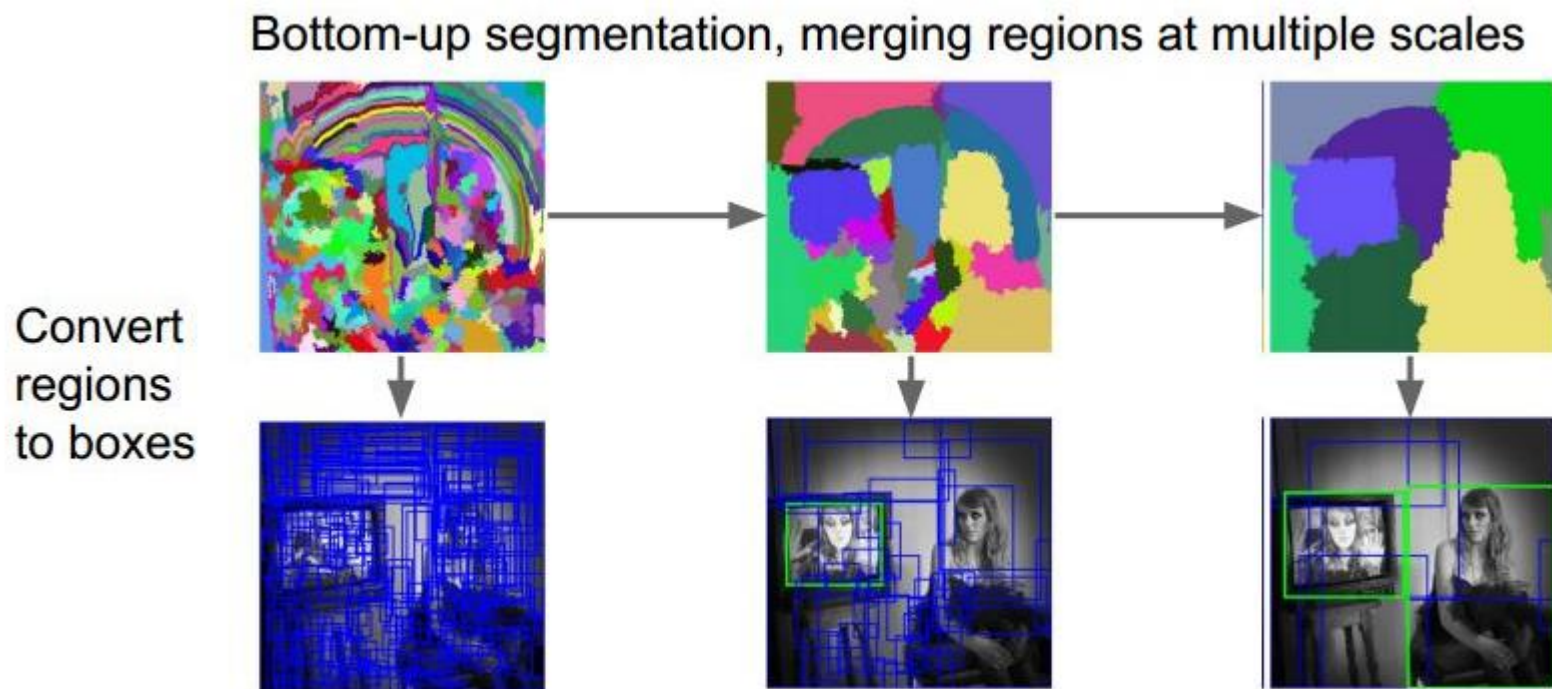 Bottom-up segmentation, merging regions at multiple scales
Convert
regions
to boxes